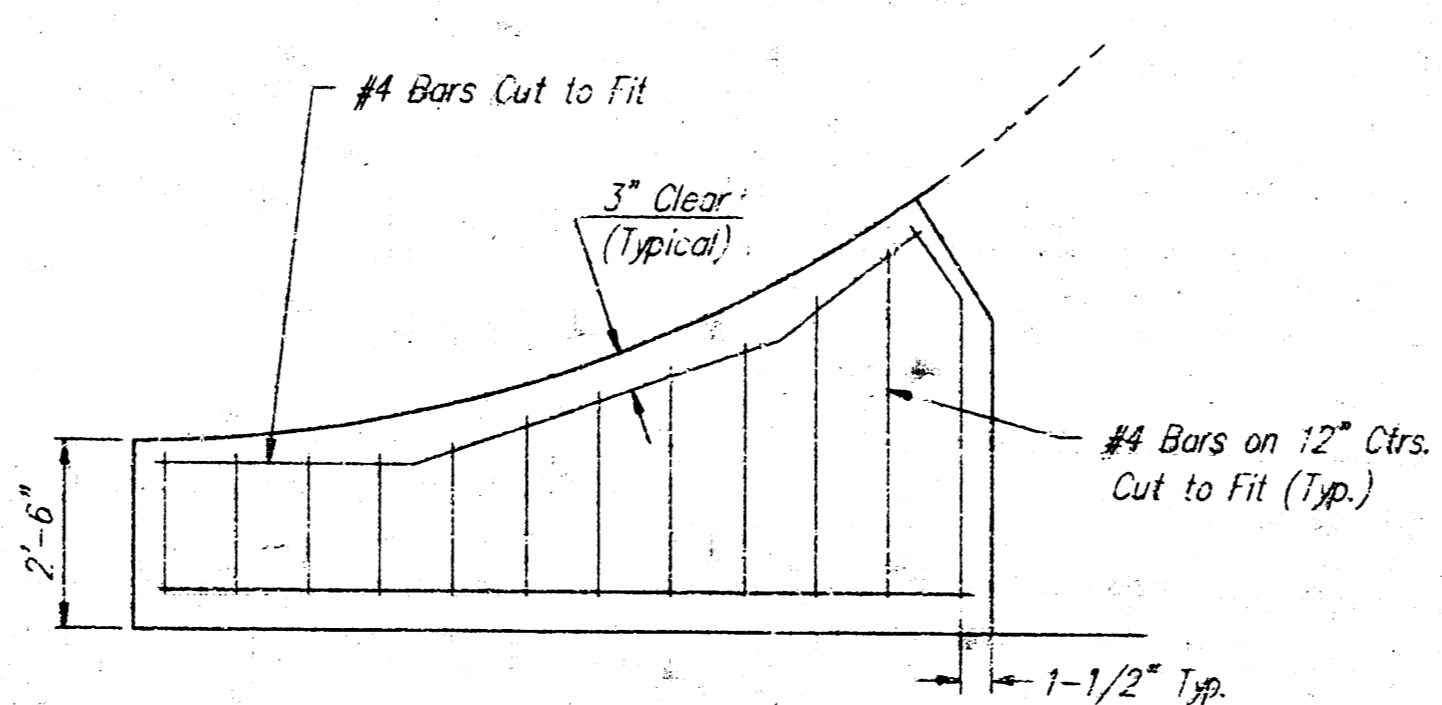 #4 Bars Cut to Fit
3" Clear
(Typical)
#4 Bars on 12" Ctrs.
Cut to Fit (Typ.)
2'-6"
1-1/2" Typ.